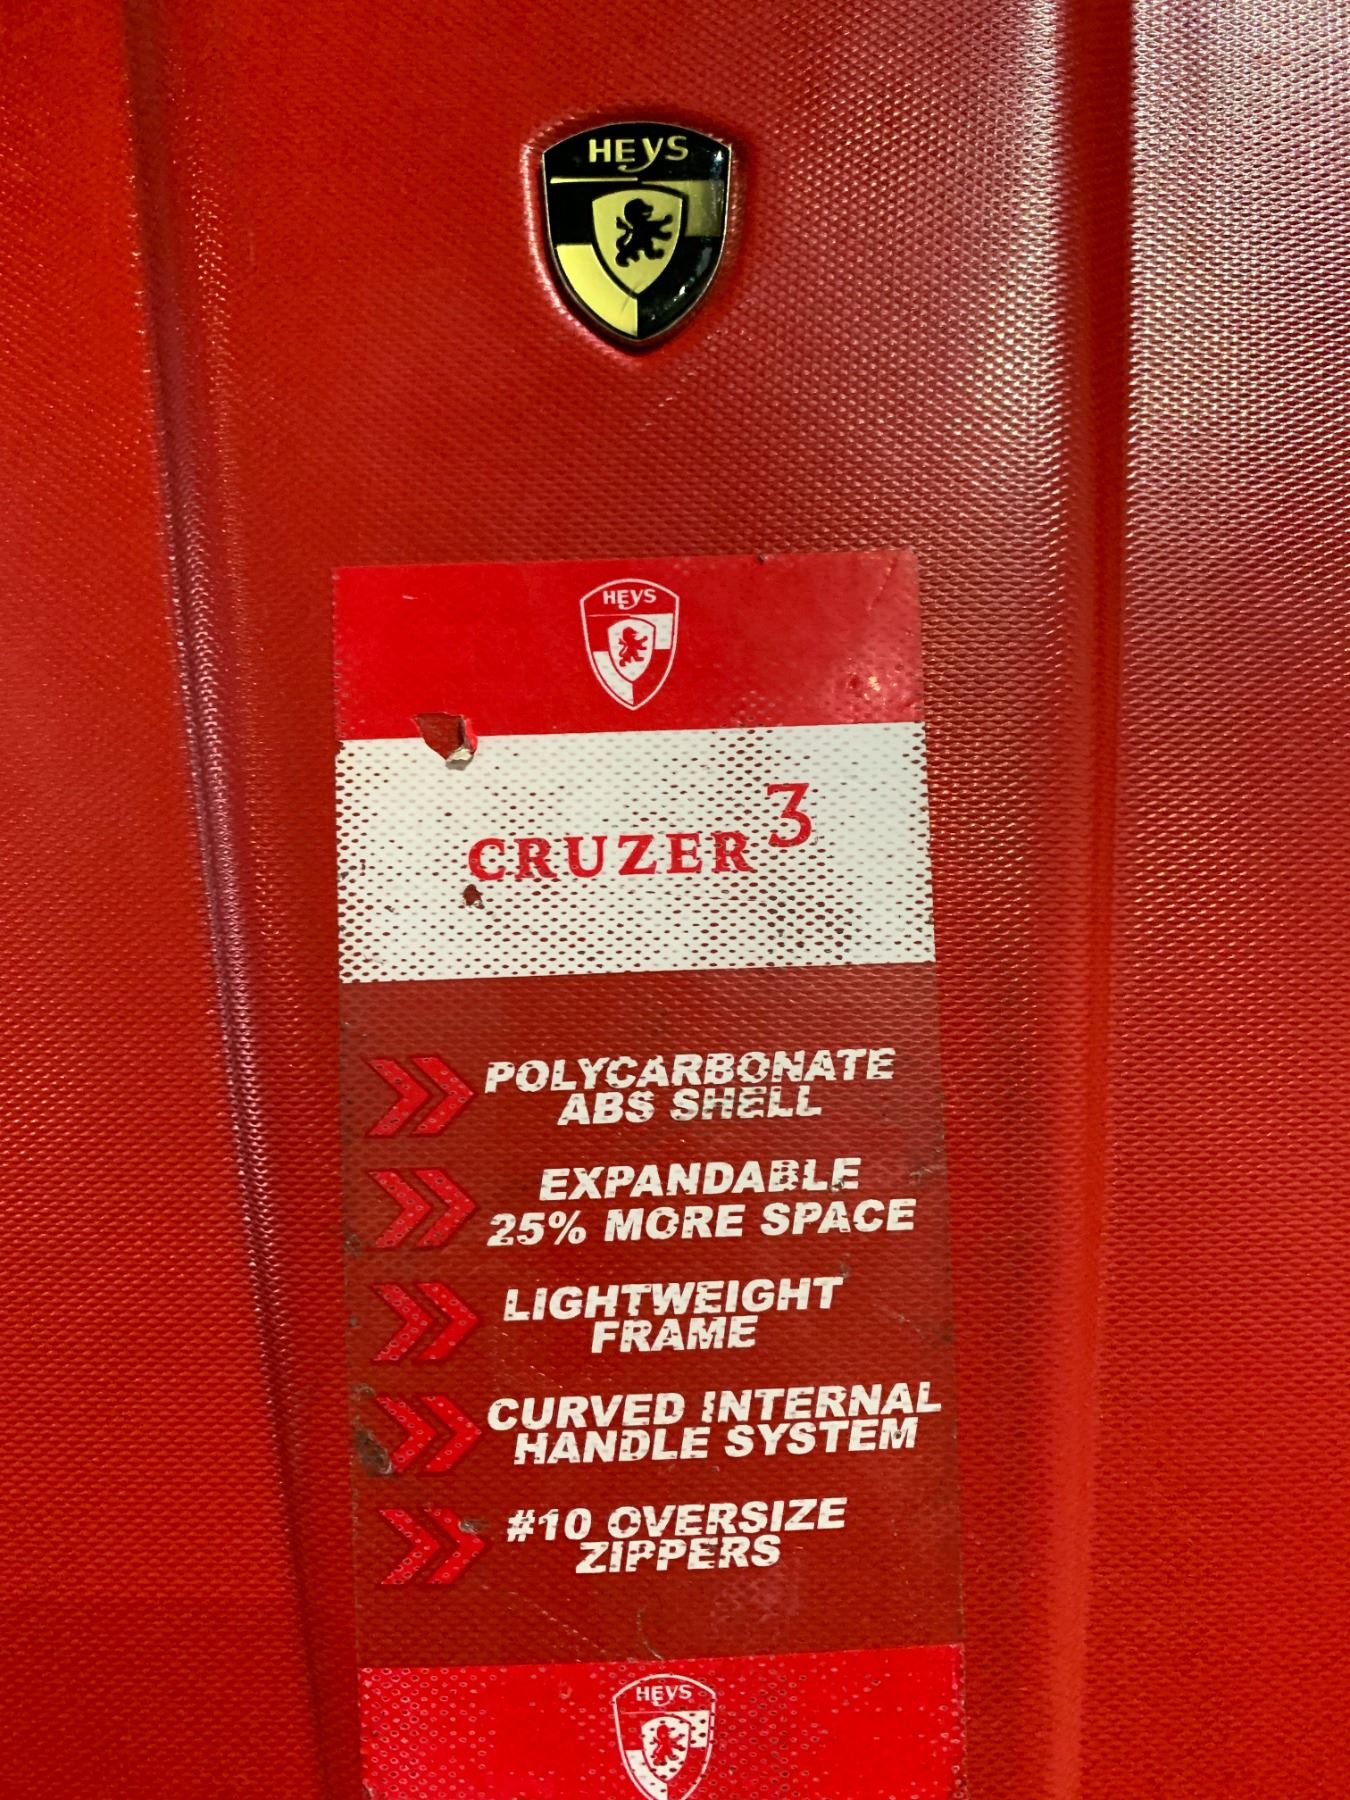 HEyS
HEyS
CRUZER 3
POLYCARBONATE
ABS SHELL
EXPANDABLE
25% MORE SPACE
LIGHTWEIGHT
FRAME
CURVED INTERNAL
HANDLE SYSTEM
#10 OVERSIZE
ZIPPERS
HEyS